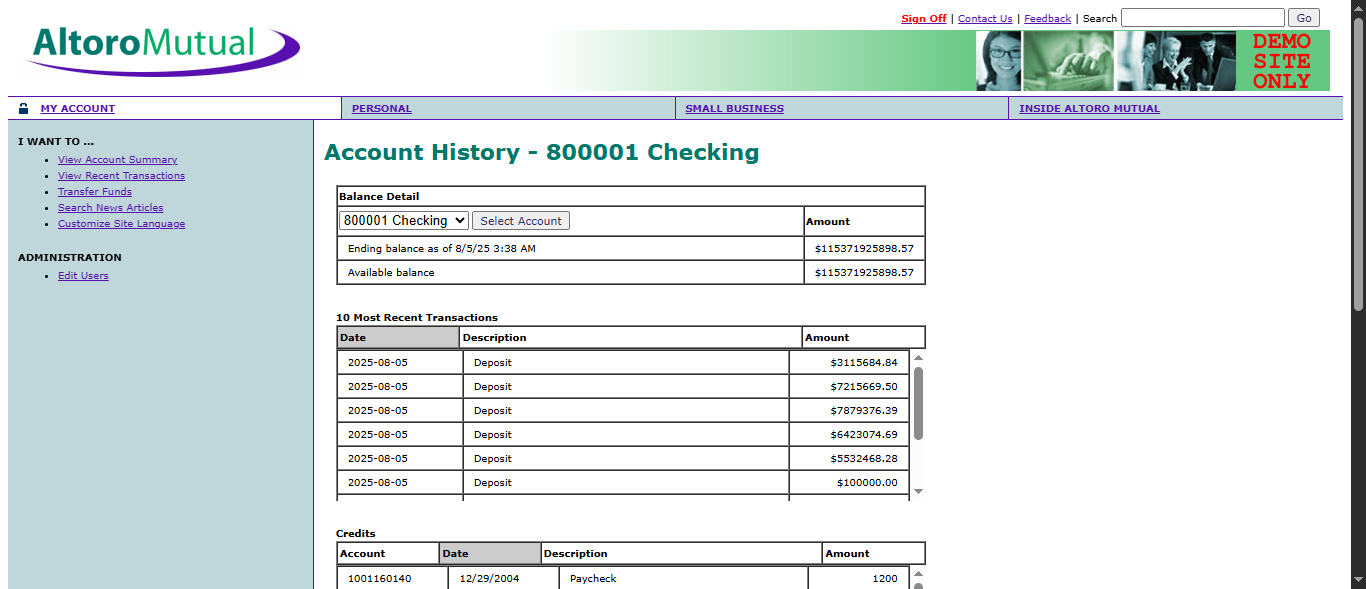 Sign Off | Contact Us | Feedback | Search Go
AltoroMutual
DEMO
SITE
ONLY
MY ACCOUNT PERSONAL SMALL BUSINESS INSIDE ALTORO MUTUAL
I WANT TO ...
View Account Summary
View Recent Transactions
Transfer Funds
Search News Articles
Customize Site Language
ADMINISTRATION
Edit Users
Account History - 800001 Checking
Balance Detail
800001 Checking Select Account Amount
Ending balance as of 8/5/25 3:38 AM $115371925898.57
Available balance $115371925898.57
10 Most Recent Transactions
Date Description Amount
2025-08-05 Deposit $3115684.84
2025-08-05 Deposit $7215669.50
2025-08-05 Deposit $7879376.39
2025-08-05 Deposit $6423074.69
2025-08-05 Deposit $5532468.28
2025-08-05 Deposit $100000.00
Credits
Account Date Description Amount
1001160140 12/29/2004 Paycheck 1200